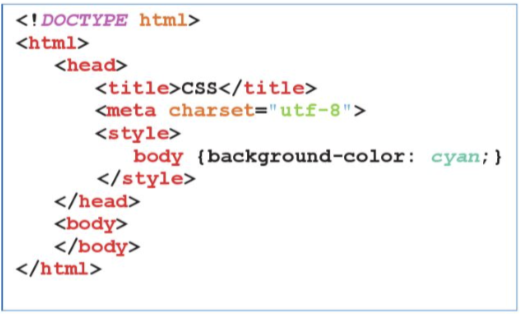 <!DOCTYPE html>
<html>
<head>
<title>CSS</title>
<meta charset="utf-8">
<style>
body {background-color: cyan;}
</style>
</head>
<body>
</body>
</html>